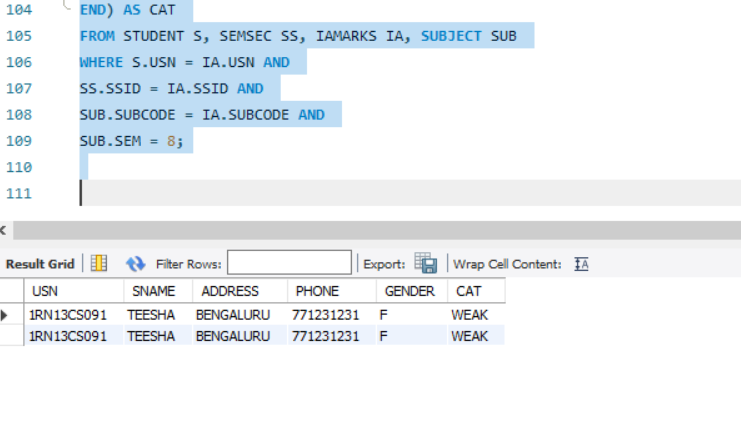 104 END) AS CAT
105 FROM STUDENT S, SEMSEC SS, IAMARKS IA, SUBJECT SUB
106 WHERE S.USN = IA.USN AND
107 SS.SSID = IA.SSID AND
108 SUB.SUBCODE = IA.SUBCODE AND
109 SUB.SEM = 8;
110
111
Result Grid Filter Rows: Export: Wrap Cell Content: IA
USN SNAME ADDRESS PHONE GENDER CAT
1RN13CS091 TEESHA BENGALURU 771231231 F WEAK
1RN13CS091 TEESHA BENGALURU 771231231 F WEAK